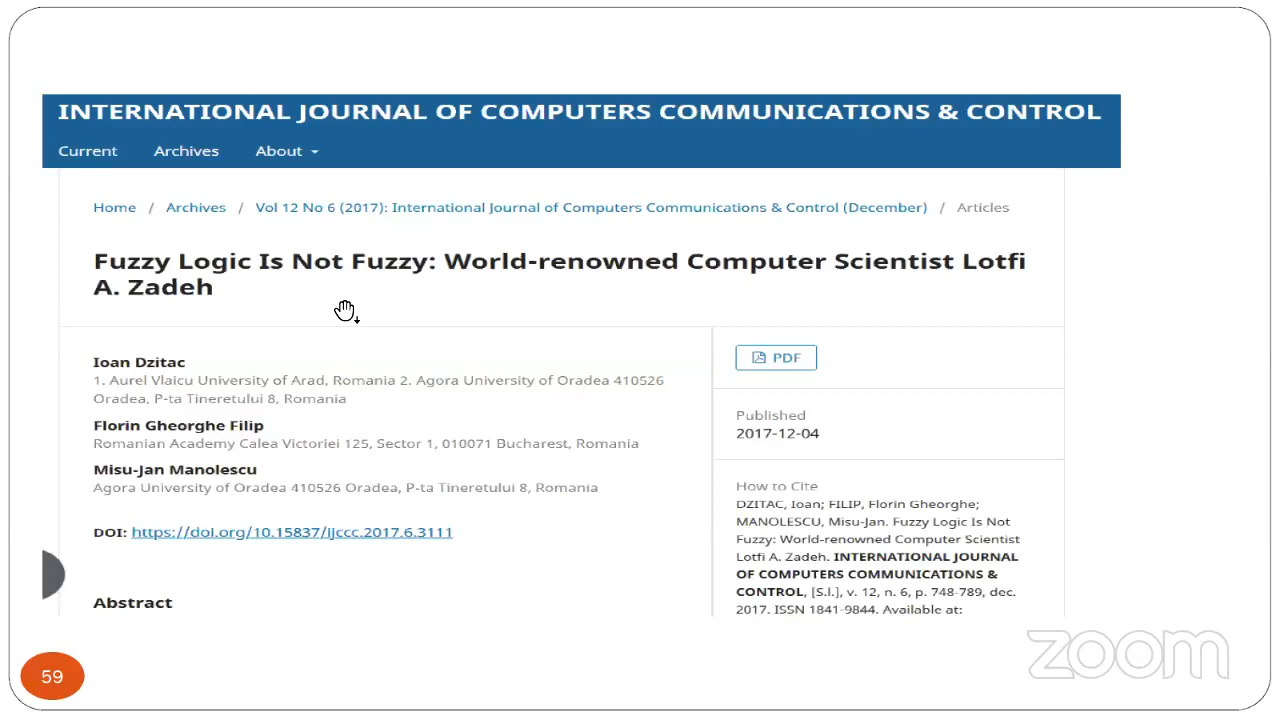 INTERNATIONAL JOURNAL OF COMPUTERS COMMUNICATIONS & CONTROL
Current Archives About
Home / Archives / Vol 12 No 6 (2017): International Journal of Computers Communications & Control (December) / Articles
Fuzzy Logic Is Not Fuzzy: World-renowned Computer Scientist Lotfi
A. Zadeh
Ioan Dzitac
1. Aurel Vlaicu University of Arad, Romania 2. Agora University of Oradea 410526
Oradea, P-ta Tineretului 8, Romania
Florin Gheorghe Filip
Romanian Academy Calea Victoriei 125, Sector 1, 010071 Bucharest, Romania
Misu-Jan Manolescu
Agora University of Oradea 410526 Oradea, P-ta Tineretului 8, Romania
DOI: https://doi.org/10.15837/ijccc.2017.6.3111
Abstract
PDF
Published
2017-12-04
How to Cite
DZITAC, Ioan; FILIP, Florin Gheorghe;
MANOLESCU, Misu-Jan. Fuzzy Logic Is Not
Fuzzy: World-renowned Computer Scientist
Lotfi A. Zadeh. INTERNATIONAL JOURNAL
OF COMPUTERS COMMUNICATIONS &
CONTROL, [S.l.], v. 12, n. 6, p. 748-789, dec.
2017. ISSN 1841-9844. Available at:
59
zoom